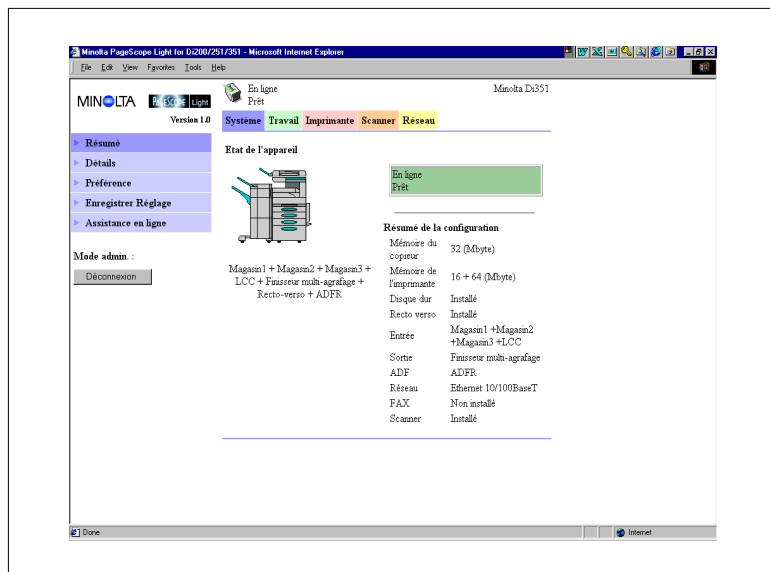 Minolta PageScope Light for Di200/251/351 - Microsoft Internet Explorer
File Edit View Favorites Tools Help
MINOLTA PAGESCOPE Light
Version 1.0
En ligne
Prêt
Minolta Di351
Système Travail Imprimante Scanner Réseau
Résumé
Détails
Préférence
Enregistrer Réglage
Assistance en ligne
Mode admin. :
Déconnexion
Etat de l'appareil
Magasin1 + Magasin2 + Magasin3 +
LCC + Finisseur multi-agrafage +
Recto-verso + ADFR
En ligne
Prêt
Résumé de la configuration
Mémoire du
copieur
32 (Mbyte)
Mémoire de
l'imprimante
16 + 64 (Mbyte)
Disque dur Installé
Recto verso Installé
Entrée
Magasin1 +Magasin2
+Magasin3 +LCC
Sortie Finisseur multi-agrafage
ADF ADFR
Réseau Ethernet 10/100BaseT
FAX Non installé
Scanner Installé
Done
Internet